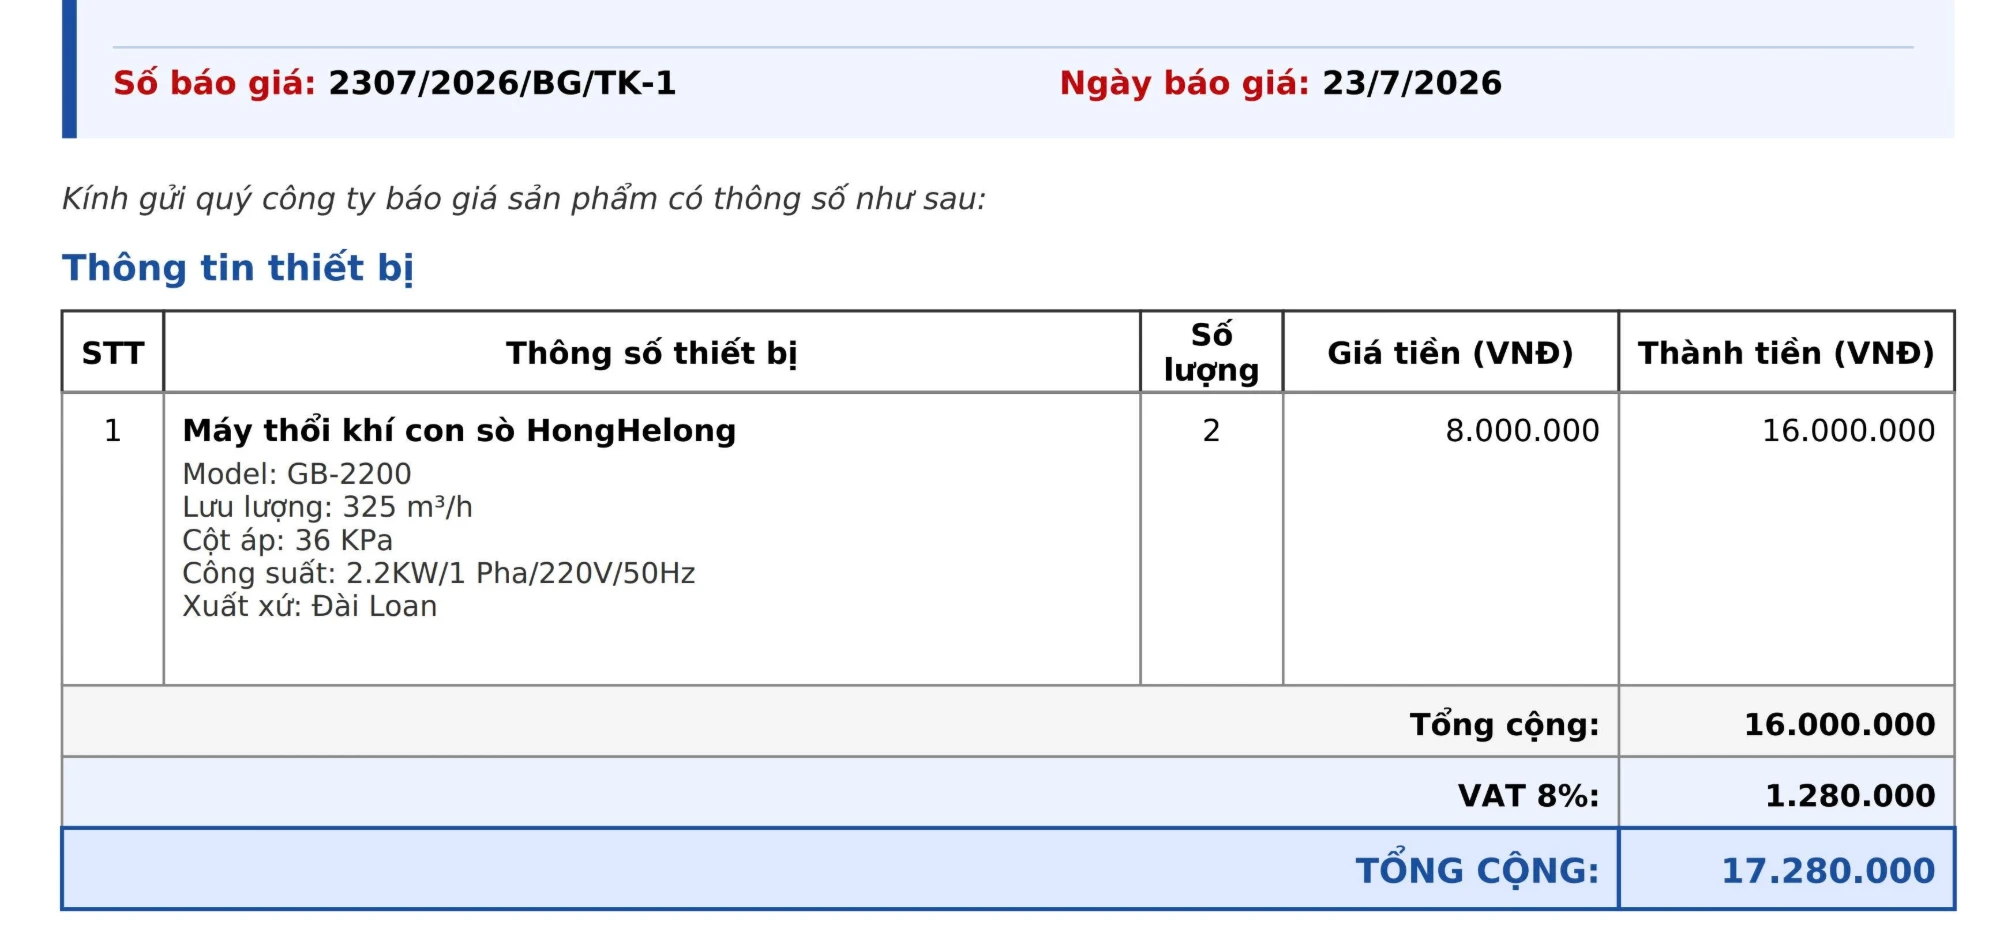 Số báo giá: 2307/2026/BG/TK-1 Ngày báo giá: 23/7/2026
Kính gửi quý công ty báo giá sản phẩm có thông số như sau:
Thông tin thiết bị
STT Thông số thiết bị Số lượng Giá tiền (VNĐ) Thành tiền (VNĐ)
1 Máy thổi khí con sò HongHelong 2 8.000.000 16.000.000
Model: GB-2200
Lưu lượng: 325 m³/h
Cột áp: 36 KPa
Công suất: 2.2KW/1 Pha/220V/50Hz
Xuất xứ: Đài Loan
Tổng cộng: 16.000.000
VAT 8%: 1.280.000
TỔNG CỘNG: 17.280.000